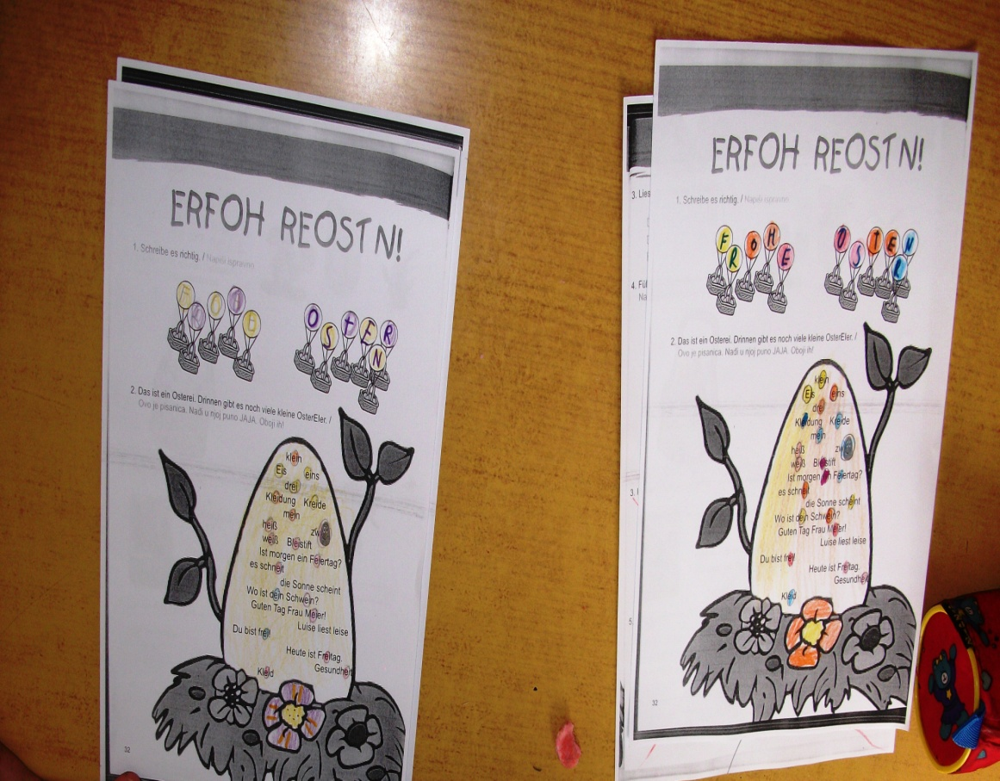 ERFOH REOSTN!
1. Schreibe es richtig. / Napiši ispravno.
F R O H E
O S T E R N
2. Das ist ein Osterei. Drinnen gibt es noch viele kleine OsterEIer. /
Ovo je pisanica. Nađi u njoj puno JAJA. Oboji ih!
klein
Eis eins
drei
Kleidung Kreide
mein
heiß
weiß Bleistift
Ist morgen ein Feiertag?
es schneit
die Sonne scheint
Wo ist dein Schwein?
Guten Tag Frau Meier!
Luise liest leise
Du bist frei
Heute ist Freitag.
Gesundheit
Kleid
32
3. Lies
4.
5.
ERFOH REOSTN!
1. Schreibe es richtig. / Napiši ispravno.
F R O H E
O S T E R N
2. Das ist ein Osterei. Drinnen gibt es noch viele kleine OsterEIer. /
Ovo je pisanica. Nađi u njoj puno JAJA. Oboji ih!
klein
Eis eins
drei
Kleidung Kreide
mein
heiß
weiß Bleistift
Ist morgen ein Feiertag?
es schneit
die Sonne scheint
Wo ist dein Schwein?
Guten Tag Frau Meier!
Luise liest leise
Du bist frei
Heute ist Freitag.
Gesundheit
Kleid
32